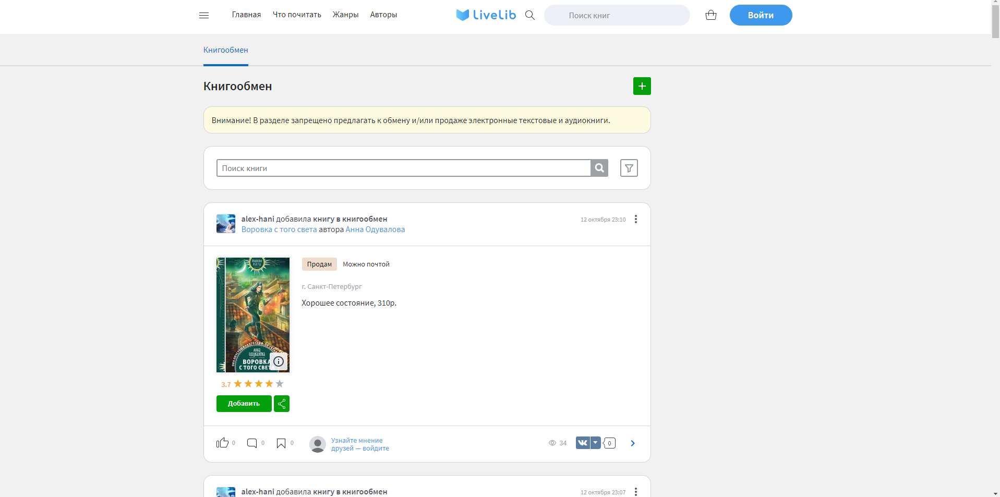 Главная Что почитать Жанры Авторы LiveLib Поиск книг Войти
Книгообмен
Книгообмен
Внимание! В разделе запрещено предлагать к обмену и/или продаже электронные текстовые и аудиокниги.
Поиск книги
alex-hani добавила книгу в книгообмен 12 октября 23:10
Воровка с того света автора Анна Одувалова
Продам Можно почтой
г. Санкт-Петербург
Хорошее состояние, 310р.
АННА
ОДУВАЛОВА
ВОРОВКА
С ТОГО СВЕТА
3.7
Добавить
0 0 0 Узнайте мнение
друзей — войдите
34 0
alex-hani добавила книгу в книгообмен 12 октября 23:07